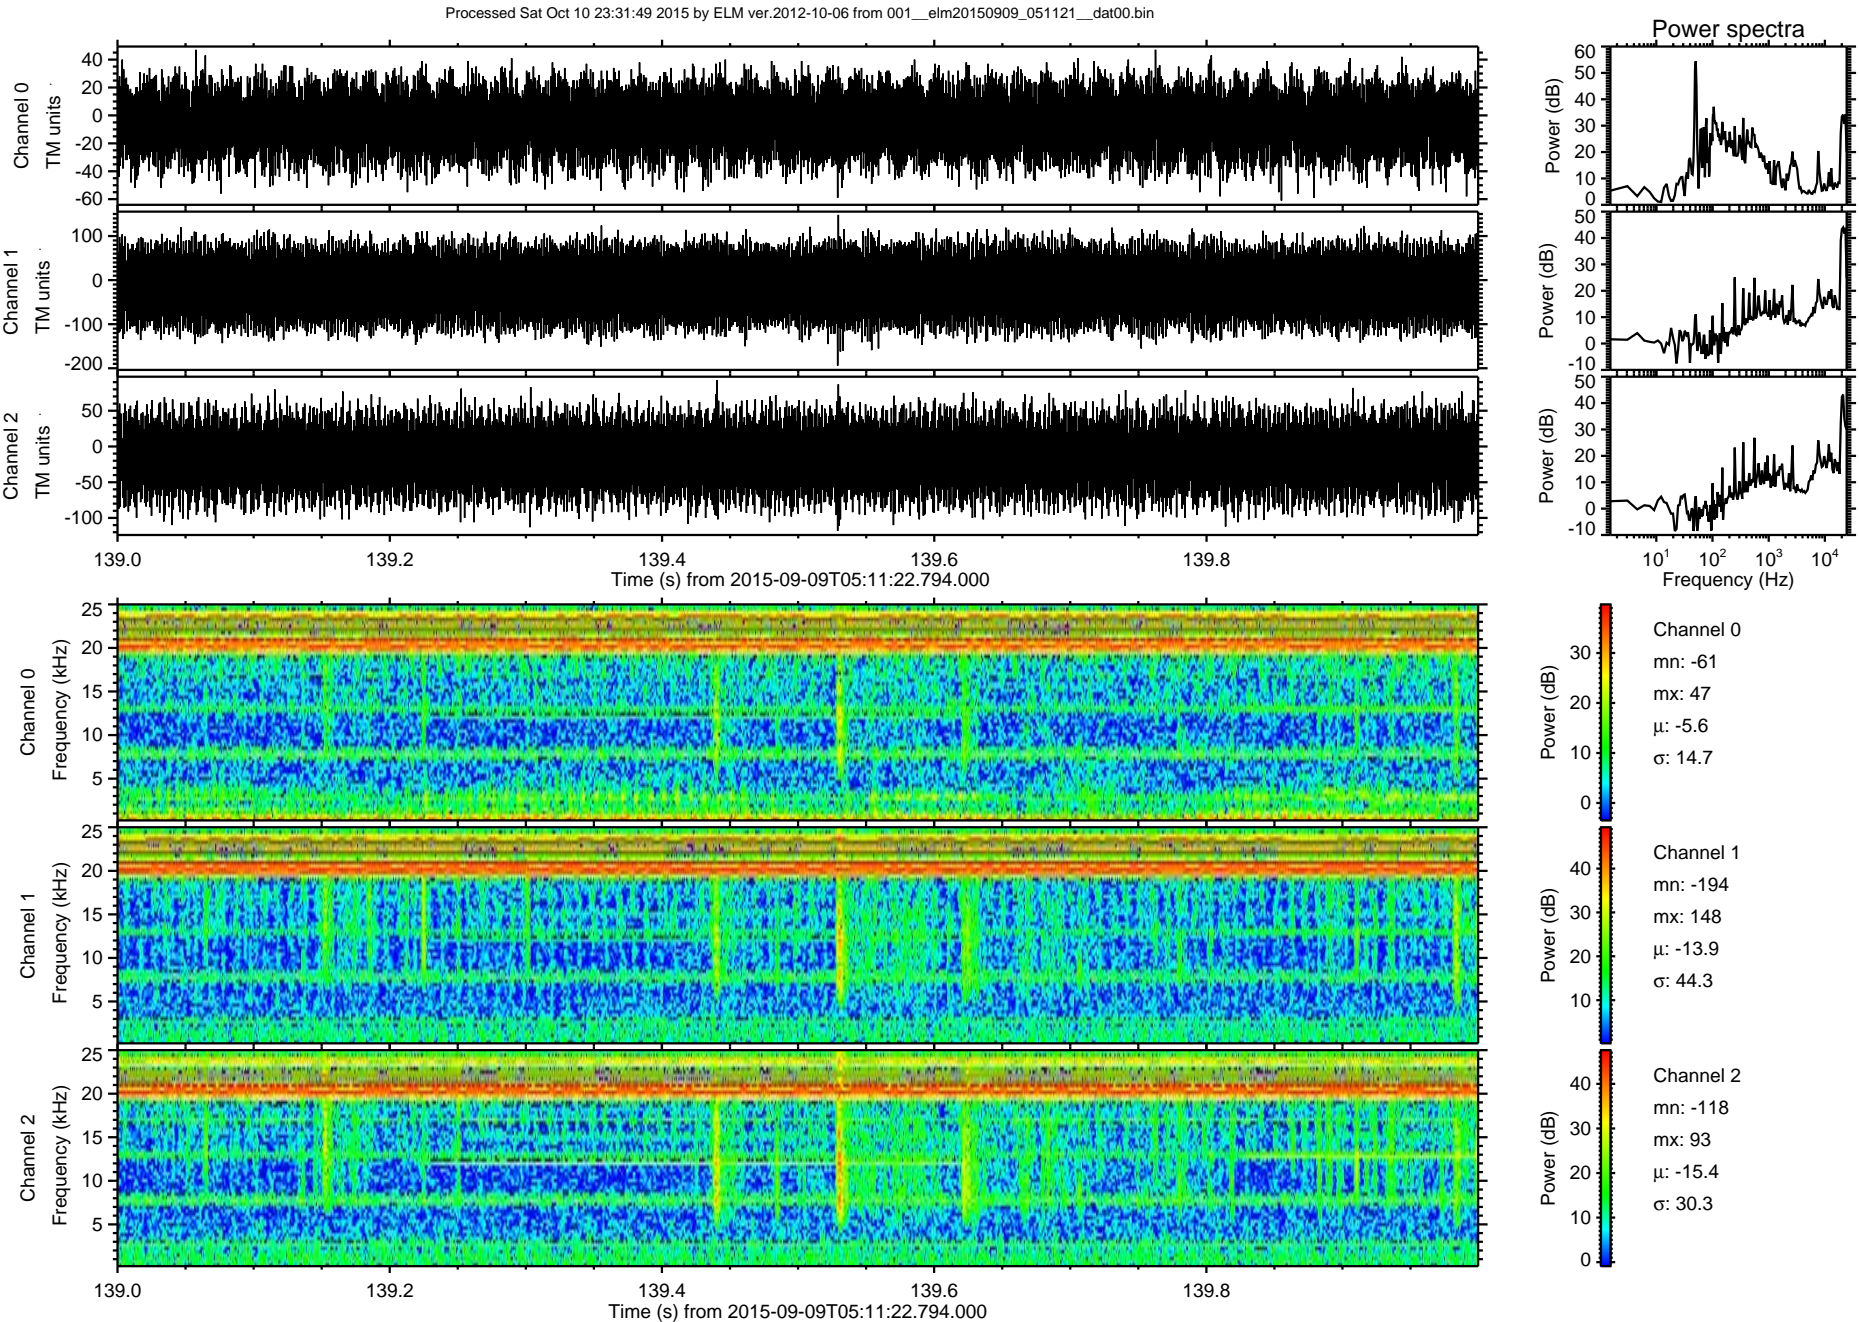 Processed Sat Oct 10 23:31:49 2015 by ELM ver.2012-10-06 from 001__elm20150909_051121__dat00.bin
Power spectra
Channel 0
TM units
40
20
0
-20
-40
-60
Power (dB)
60
50
40
30
20
10
0
Channel 1
TM units
100
0
-100
-200
Power (dB)
50
40
30
20
10
0
-10
Channel 2
TM units
50
0
-50
-100
Power (dB)
50
40
30
20
10
0
-10
139.0 139.2 139.4 139.6 139.8
Time (s) from 2015-09-09T05:11:22.794.000
10^1 10^2 10^3 10^4
Frequency (Hz)
Channel 0
Frequency (kHz)
25
20
15
10
5
Power (dB)
30
20
10
0
Channel 0
mn: -61
mx: 47
μ: -5.6
σ: 14.7
Channel 1
Frequency (kHz)
25
20
15
10
5
Power (dB)
40
30
20
10
Channel 1
mn: -194
mx: 148
μ: -13.9
σ: 44.3
Channel 2
Frequency (kHz)
25
20
15
10
5
Power (dB)
40
30
20
10
0
Channel 2
mn: -118
mx: 93
μ: -15.4
σ: 30.3
139.0 139.2 139.4 139.6 139.8
Time (s) from 2015-09-09T05:11:22.794.000